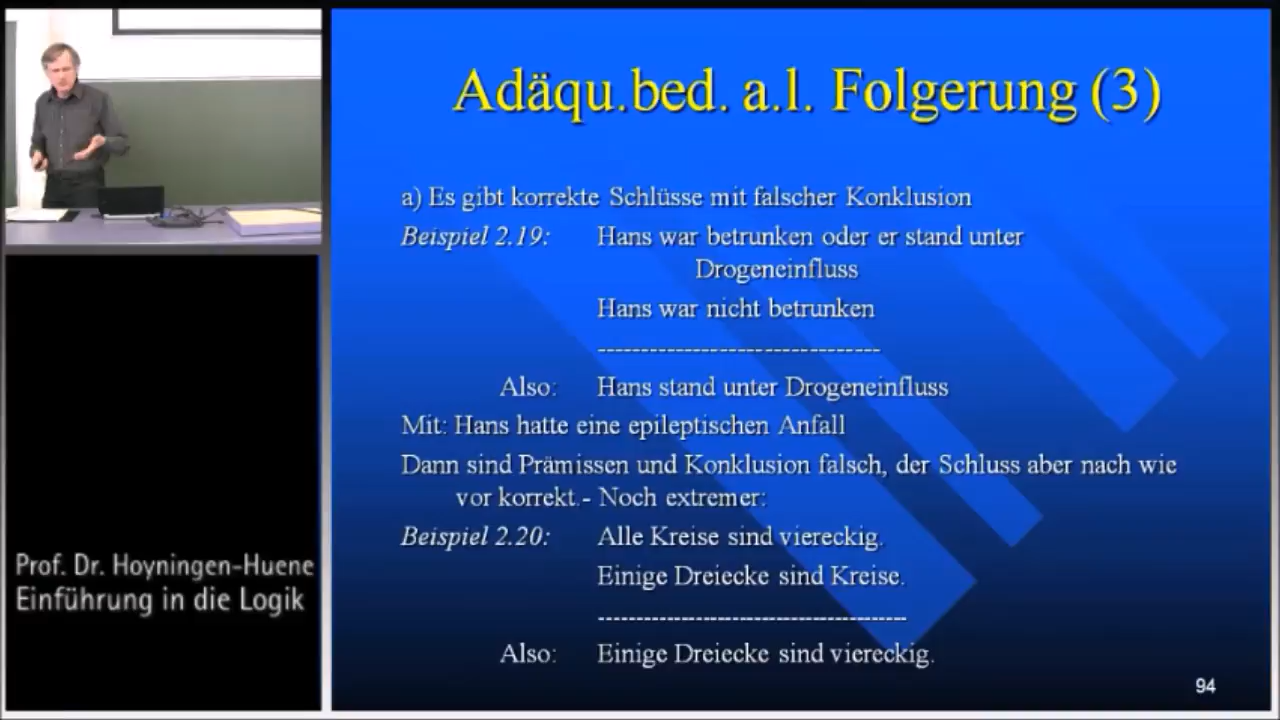 Adäqu.bed. a.l. Folgerung (3)
a) Es gibt korrekte Schlüsse mit falscher Konklusion
Beispiel 2.19: Hans war betrunken oder er stand unter
Drogeneinfluss
Hans war nicht betrunken
-------------------------------
Also: Hans stand unter Drogeneinfluss
Mit: Hans hatte eine epileptischen Anfall
Dann sind Prämissen und Konklusion falsch, der Schluss aber nach wie
vor korrekt.- Noch extremer:
Beispiel 2.20: Alle Kreise sind viereckig.
Einige Dreiecke sind Kreise.
----------------------------------------
Also: Einige Dreiecke sind viereckig.
94
Prof. Dr. Hoyningen-Huene
Einführung in die Logik